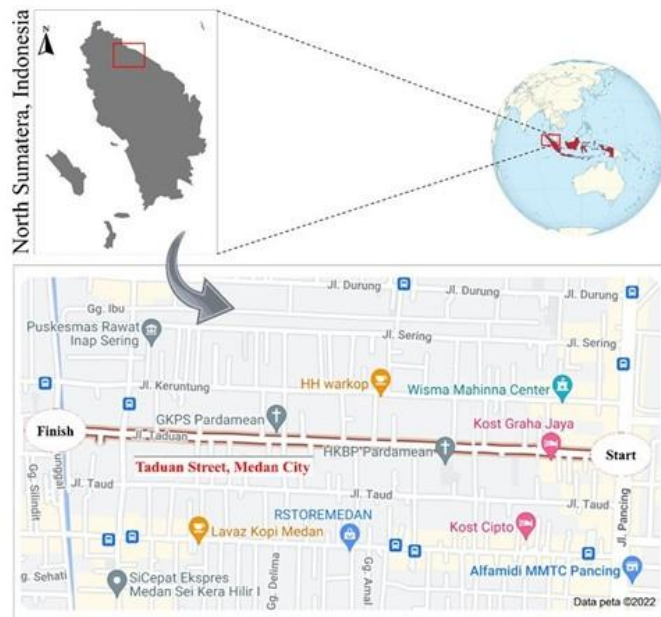 North Sumatera, Indonesia
N
Jl. Durung
Jl. Durung
Jl. Durung
Gg. Ibu
Jl. Sering
Jl. Sering
Puskesmas Rawat
Inap Sering
Jl. Keruntung
HH warkop
Wisma Mahinna Center
GKPS Pardamean
Kost Graha Jaya
Finish
Jl. Taduan
HKBP Pardamean
Start
Taduan Street, Medan City
Gg. Silindit
unggal
Jl. Taud
Jl. Taud
RSTOREMEDAN
Lavaz Kopi Medan
Kost Cipto
Jl. Pancing
Gg. Sehati
SiCepat Ekspres
Medan Sei Kera Hilir I
Gg. Delima
Gg. Amal
Alfamidi MMTC Pancing
Data peta ©2022